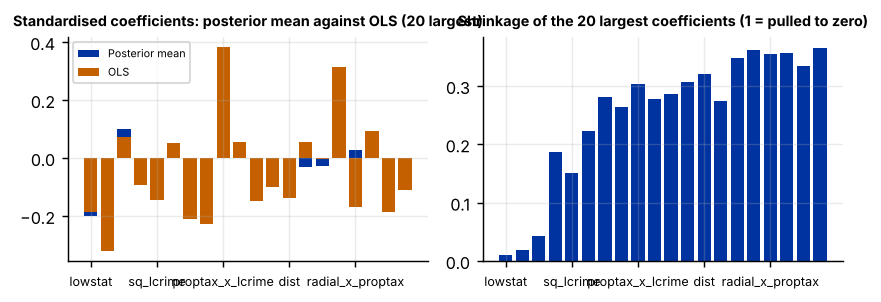 Standardised coefficients: posterior mean against OLS (20 largest)
Shrinkage of the 20 largest coefficients (1 = pulled to zero)
Posterior mean
OLS
0.4
0.2
0.0
−0.2
lowstat sq_lcrime proptax_x_lcrime dist radial_x_proptax
0.3
0.2
0.1
0.0
lowstat sq_lcrime proptax_x_lcrime dist radial_x_proptax